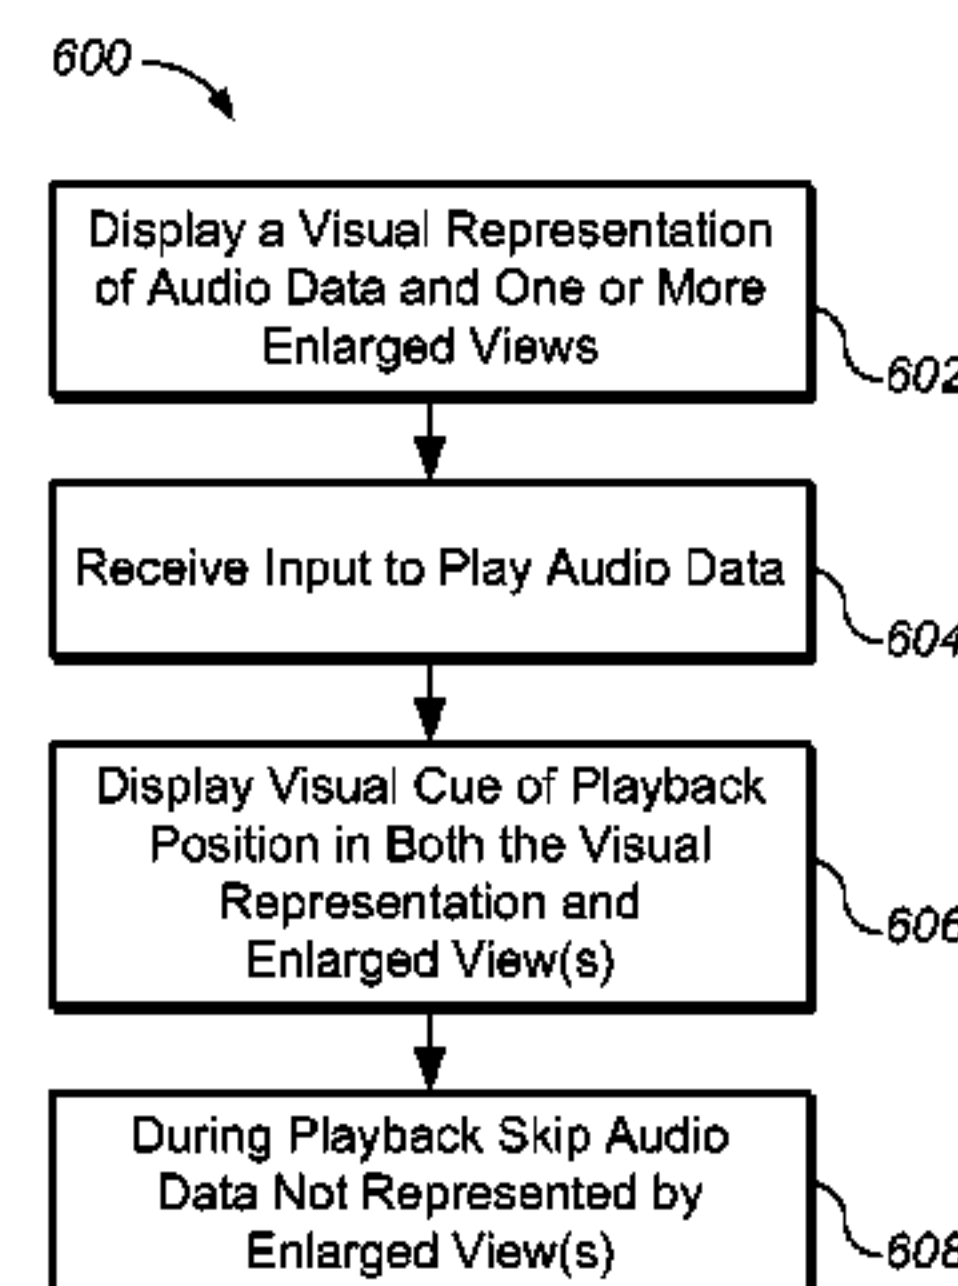 600
Display a Visual Representation
of Audio Data and One or More
Enlarged Views
602
Receive Input to Play Audio Data
604
Display Visual Cue of Playback
Position in Both the Visual
Representation and
Enlarged View(s)
606
During Playback Skip Audio
Data Not Represented by
Enlarged View(s)
608